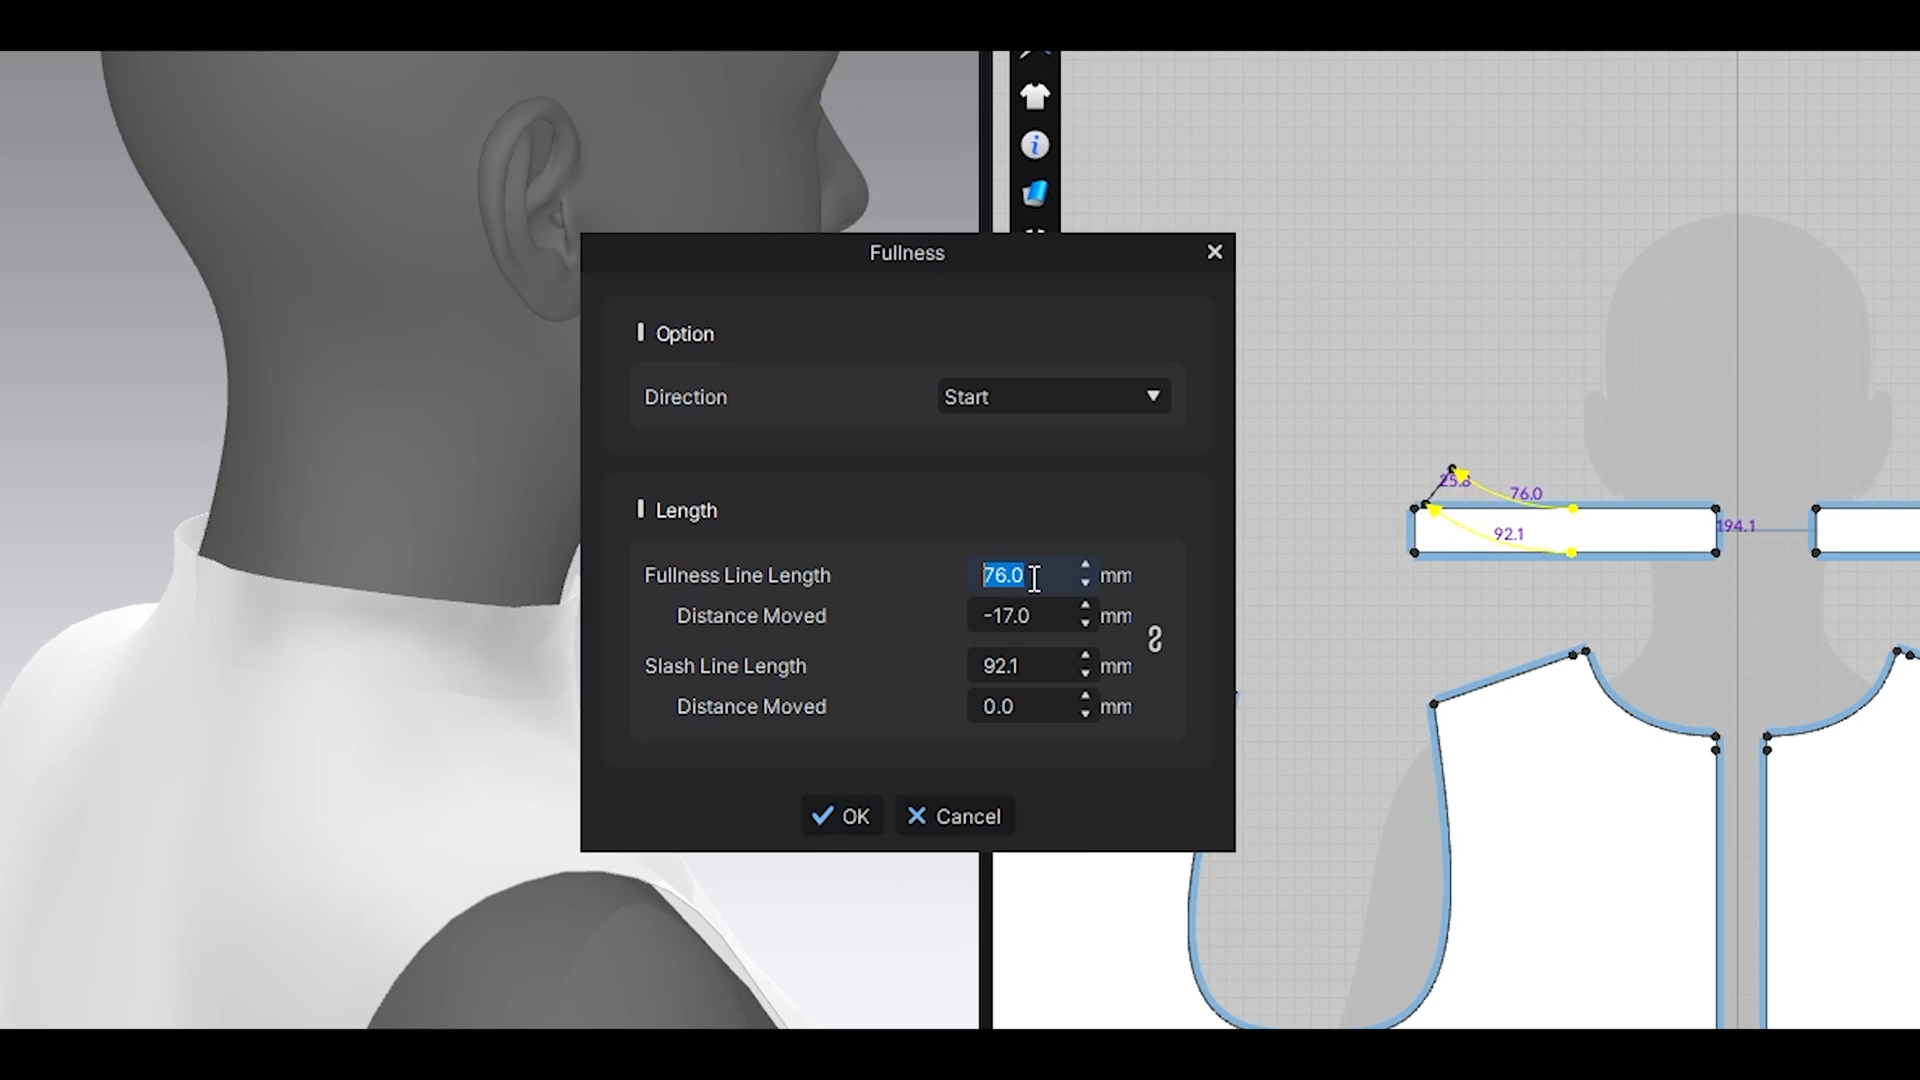 Fullness
Option
Direction
Start
Length
Fullness Line Length
76.0
mm
Distance Moved
-17.0
mm
Slash Line Length
92.1
mm
Distance Moved
0.0
mm
OK
Cancel
76.0
92.1
194.1